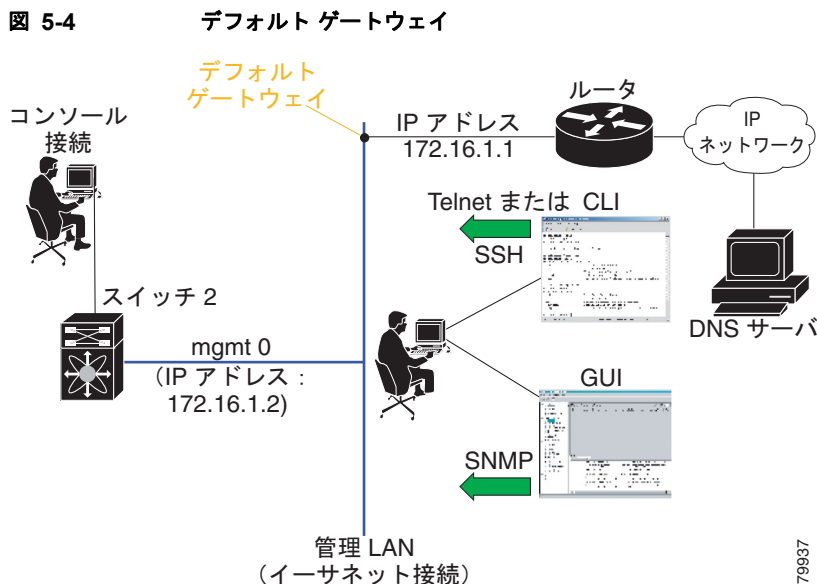 図 5-4 デフォルト ゲートウェイ
デフォルト
ゲートウェイ
コンソール
接続
IP アドレス
172.16.1.1
ルータ
IP
ネットワーク
Telnet または CLI
SSH
スイッチ 2
DNS サーバ
mgmt 0
(IP アドレス :
172.16.1.2)
GUI
SNMP
管理 LAN
(イーサネット接続)
79937